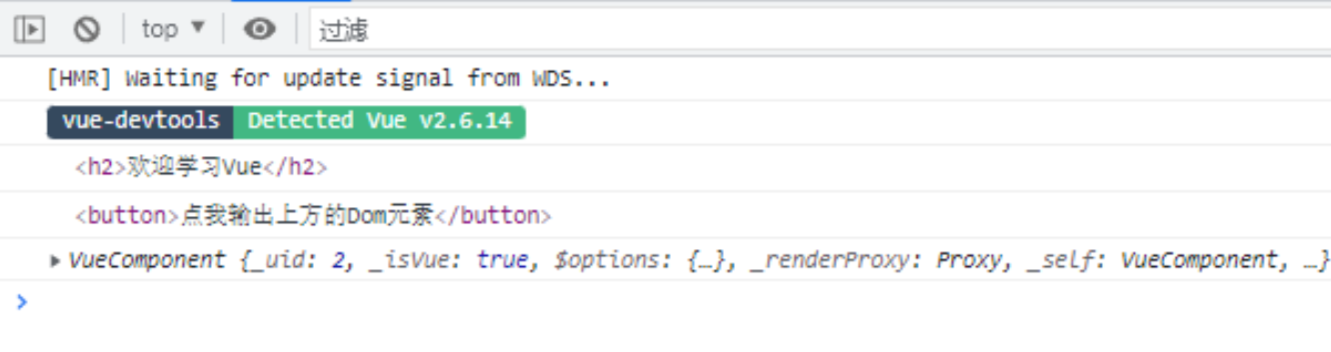 top ▼ 过滤
[HMR] Waiting for update signal from WDS...
vue-devtools Detected Vue v2.6.14
<h2>欢迎学习Vue</h2>
<button>点我输出上方的Dom元素</button>
VueComponent {_uid: 2, _isVue: true, $options: {…}, _renderProxy: Proxy, _self: VueComponent, …}